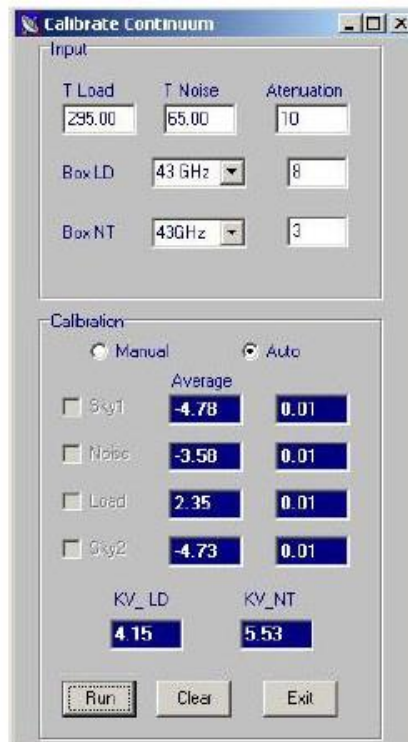 Calibrate Continuum
Input
T Load T Noise Atenuation
295.00 65.00 10
Box LD 43 GHz 8
Box NT 43GHz 3
Calibration
Manual Auto
Average
Sky1 -4.78 0.01
Noise -3.58 0.01
Load 2.35 0.01
Sky2 -4.73 0.01
KV_LD KV_NT
4.15 5.53
Run Clear Exit